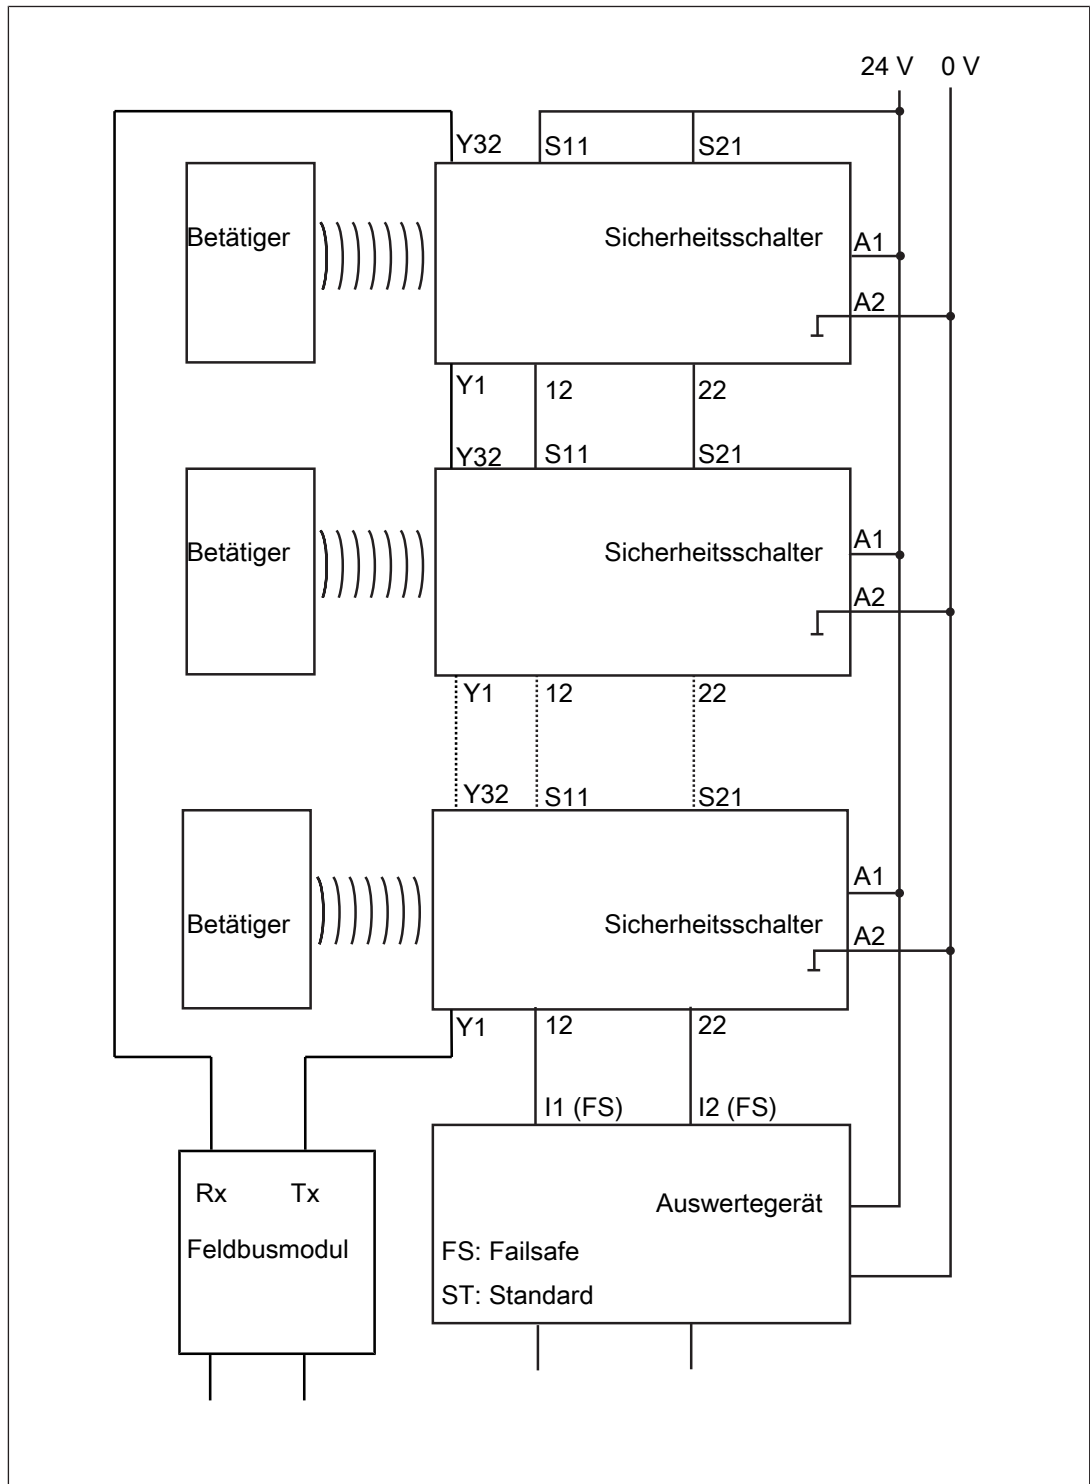 24 V 0 V
Y32 S11 S21
Betätiger Sicherheitsschalter A1
A2
Y1 12 22
Y32 S11 S21
Betätiger Sicherheitsschalter A1
A2
Y1 12 22
Y32 S11 S21
A1
Betätiger Sicherheitsschalter
A2
Y1 12 22
I1 (FS) I2 (FS)
Rx Tx Auswertegerät
Feldbusmodul FS: Failsafe
ST: Standard